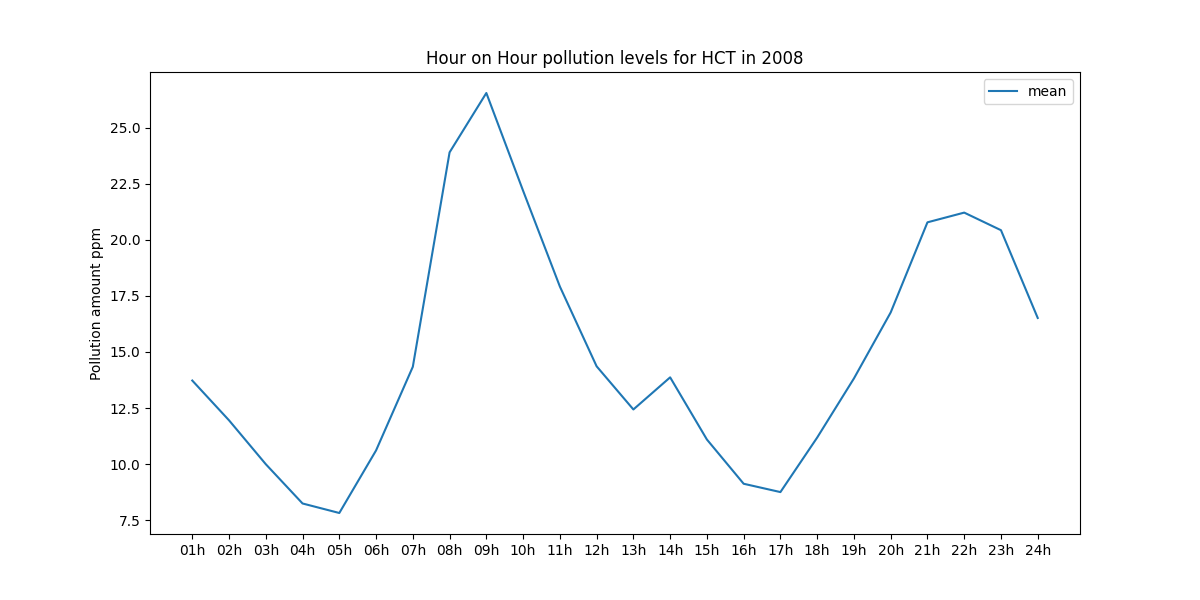 Hour on Hour pollution levels for HCT in 2008
mean
Pollution amount ppm
25.0
22.5
20.0
17.5
15.0
12.5
10.0
7.5
01h 02h 03h 04h 05h 06h 07h 08h 09h 10h 11h 12h 13h 14h 15h 16h 17h 18h 19h 20h 21h 22h 23h 24h